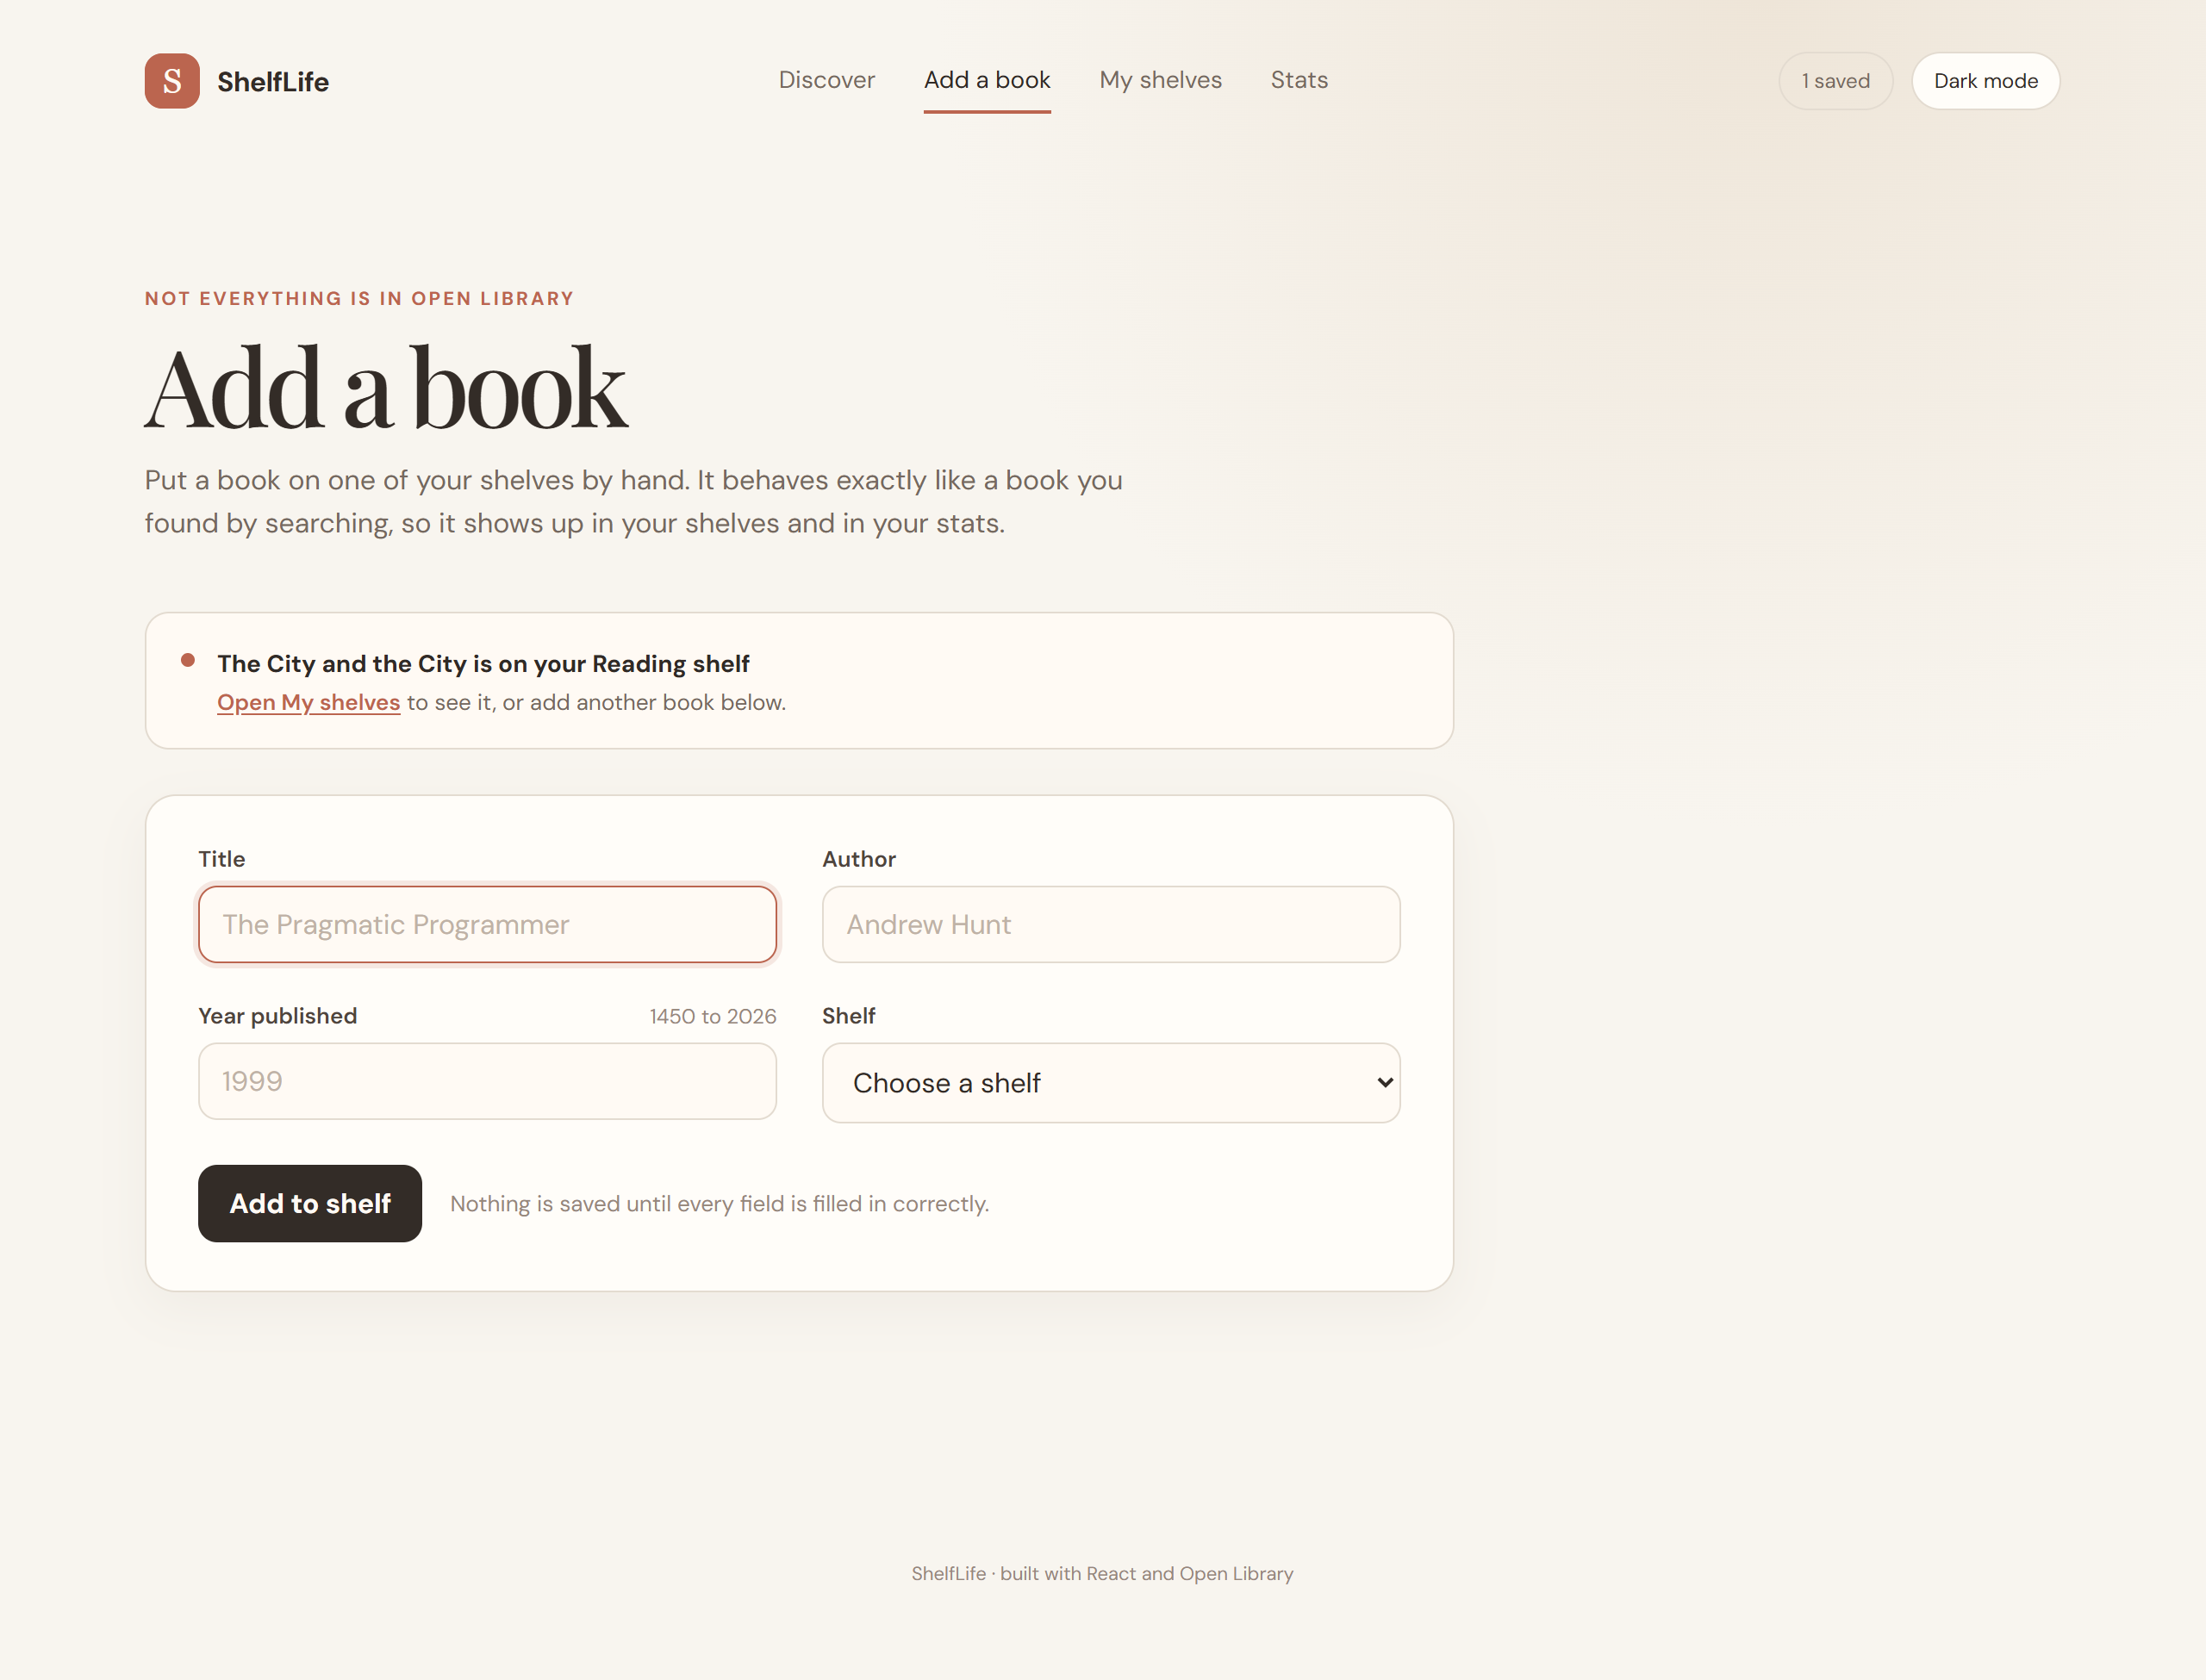 S ShelfLife
Discover Add a book My shelves Stats
1 saved Dark mode
NOT EVERYTHING IS IN OPEN LIBRARY
Add a book
Put a book on one of your shelves by hand. It behaves exactly like a book you
found by searching, so it shows up in your shelves and in your stats.
The City and the City is on your Reading shelf
Open My shelves to see it, or add another book below.
Title
The Pragmatic Programmer
Author
Andrew Hunt
Year published 1450 to 2026
1999
Shelf
Choose a shelf
Add to shelf Nothing is saved until every field is filled in correctly.
ShelfLife · built with React and Open Library